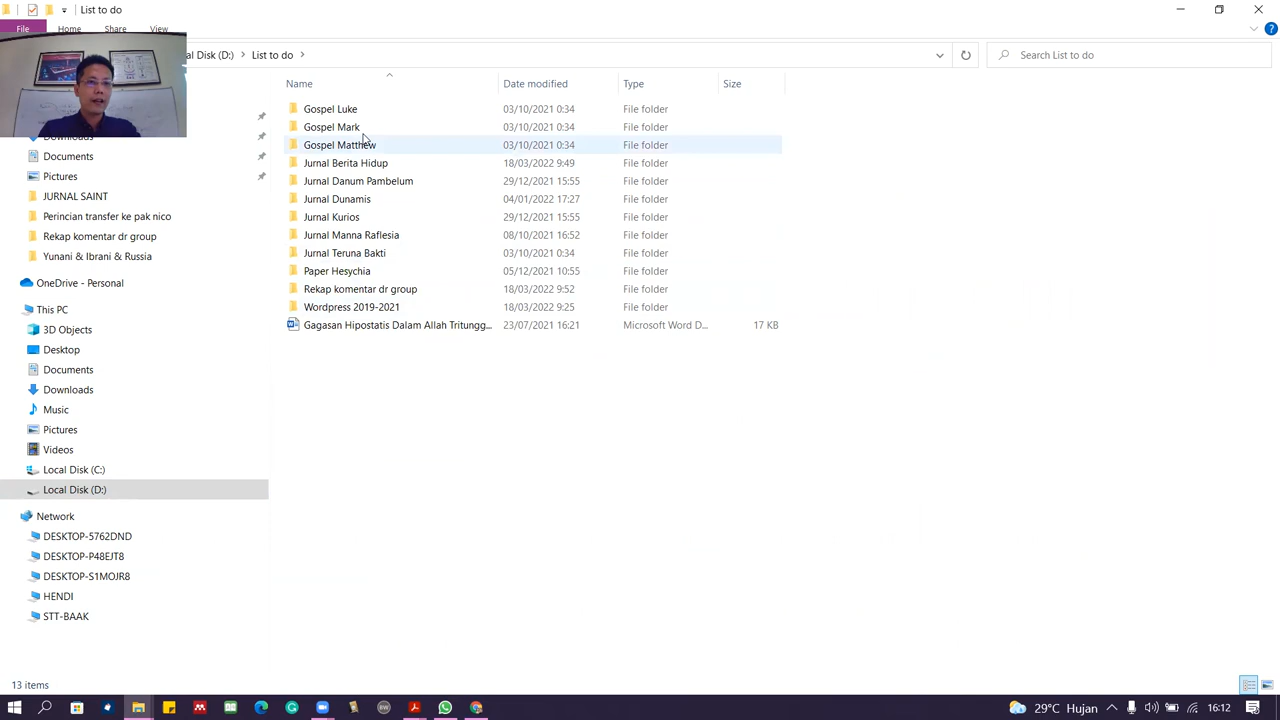 List to do
File
Home
Share
View
al Disk (D:)
List to do
Search List to do
Name
Date modified
Type
Size
Gospel Luke 03/10/2021 0:34 File folder
Gospel Mark 03/10/2021 0:34 File folder
Gospel Matthew 03/10/2021 0:34 File folder
Jurnal Berita Hidup 18/03/2022 9:49 File folder
Jurnal Danum Pambelum 29/12/2021 15:55 File folder
Jurnal Dunamis 04/01/2022 17:27 File folder
Jurnal Kurios 29/12/2021 15:55 File folder
Jurnal Manna Raflesia 08/10/2021 16:52 File folder
Jurnal Teruna Bakti 03/10/2021 0:34 File folder
Paper Hesychia 05/12/2021 10:55 File folder
Rekap komentar dr group 18/03/2022 9:52 File folder
Wordpress 2019-2021 18/03/2022 9:25 File folder
Gagasan Hipostatis Dalam Allah Tritungg... 23/07/2021 16:21 Microsoft Word D... 17 KB
Downloads
Documents
Pictures
JURNAL SAINT
Perincian transfer ke pak nico
Rekap komentar dr group
Yunani & Ibrani & Russia
OneDrive - Personal
This PC
3D Objects
Desktop
Documents
Downloads
Music
Pictures
Videos
Local Disk (C:)
Local Disk (D:)
Network
DESKTOP-5762DND
DESKTOP-P48EJT8
DESKTOP-S1MOJR8
HENDI
STT-BAAK
13 items
29°C Hujan
16:12